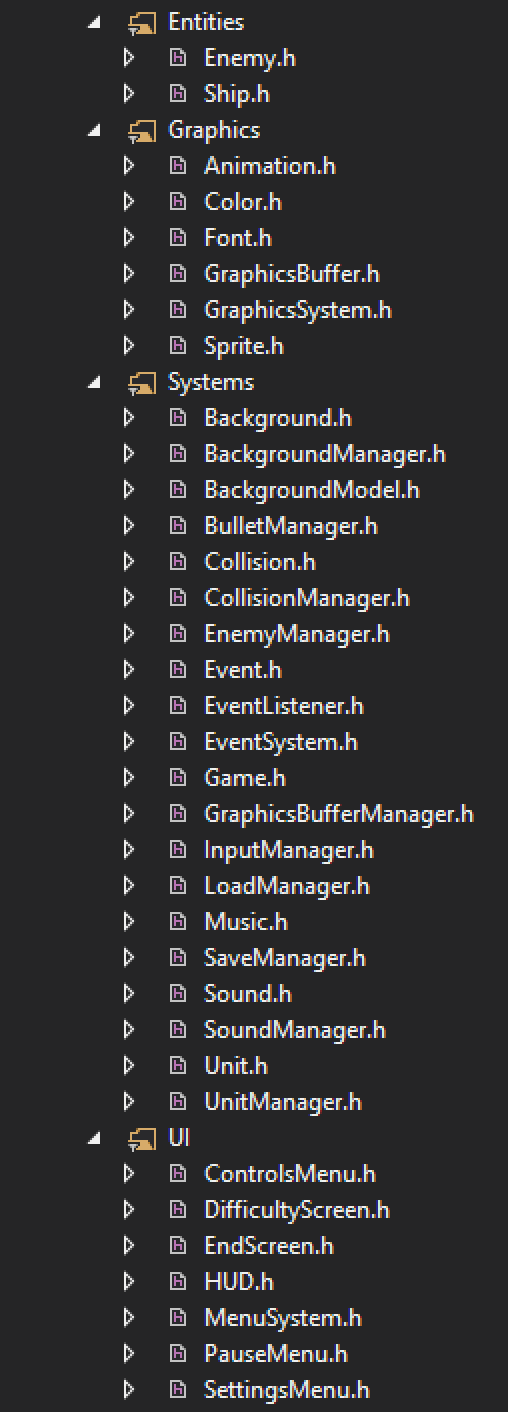 Entities
Enemy.h
Ship.h
Graphics
Animation.h
Color.h
Font.h
GraphicsBuffer.h
GraphicsSystem.h
Sprite.h
Systems
Background.h
BackgroundManager.h
BackgroundModel.h
BulletManager.h
Collision.h
CollisionManager.h
EnemyManager.h
Event.h
EventListener.h
EventSystem.h
Game.h
GraphicsBufferManager.h
InputManager.h
LoadManager.h
Music.h
SaveManager.h
Sound.h
SoundManager.h
Unit.h
UnitManager.h
UI
ControlsMenu.h
DifficultyScreen.h
EndScreen.h
HUD.h
MenuSystem.h
PauseMenu.h
SettingsMenu.h